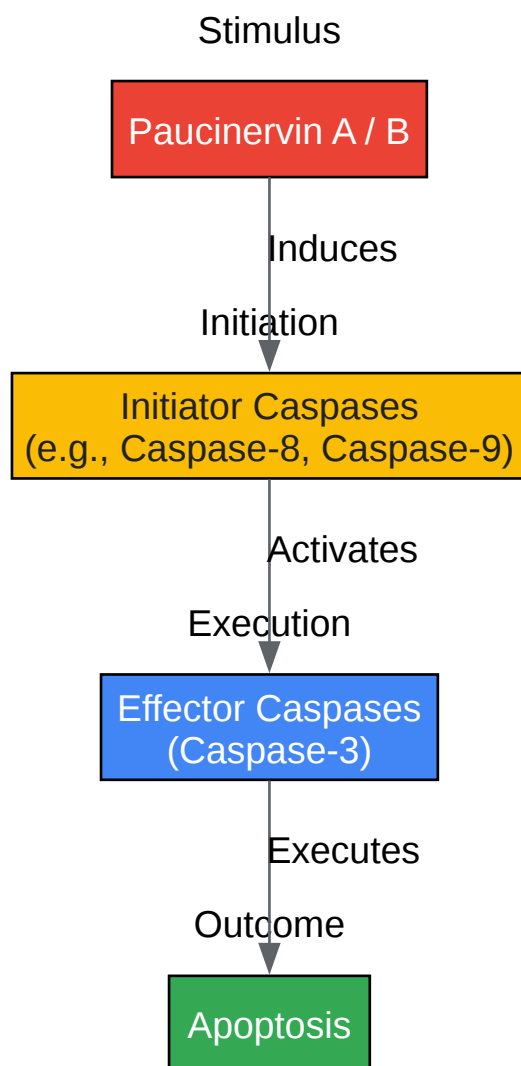 Stimulus
Paucinervin A / B
Induces
Initiation
Initiator Caspases
(e.g., Caspase-8, Caspase-9)
Activates
Execution
Effector Caspases
(Caspase-3)
Executes
Outcome
Apoptosis